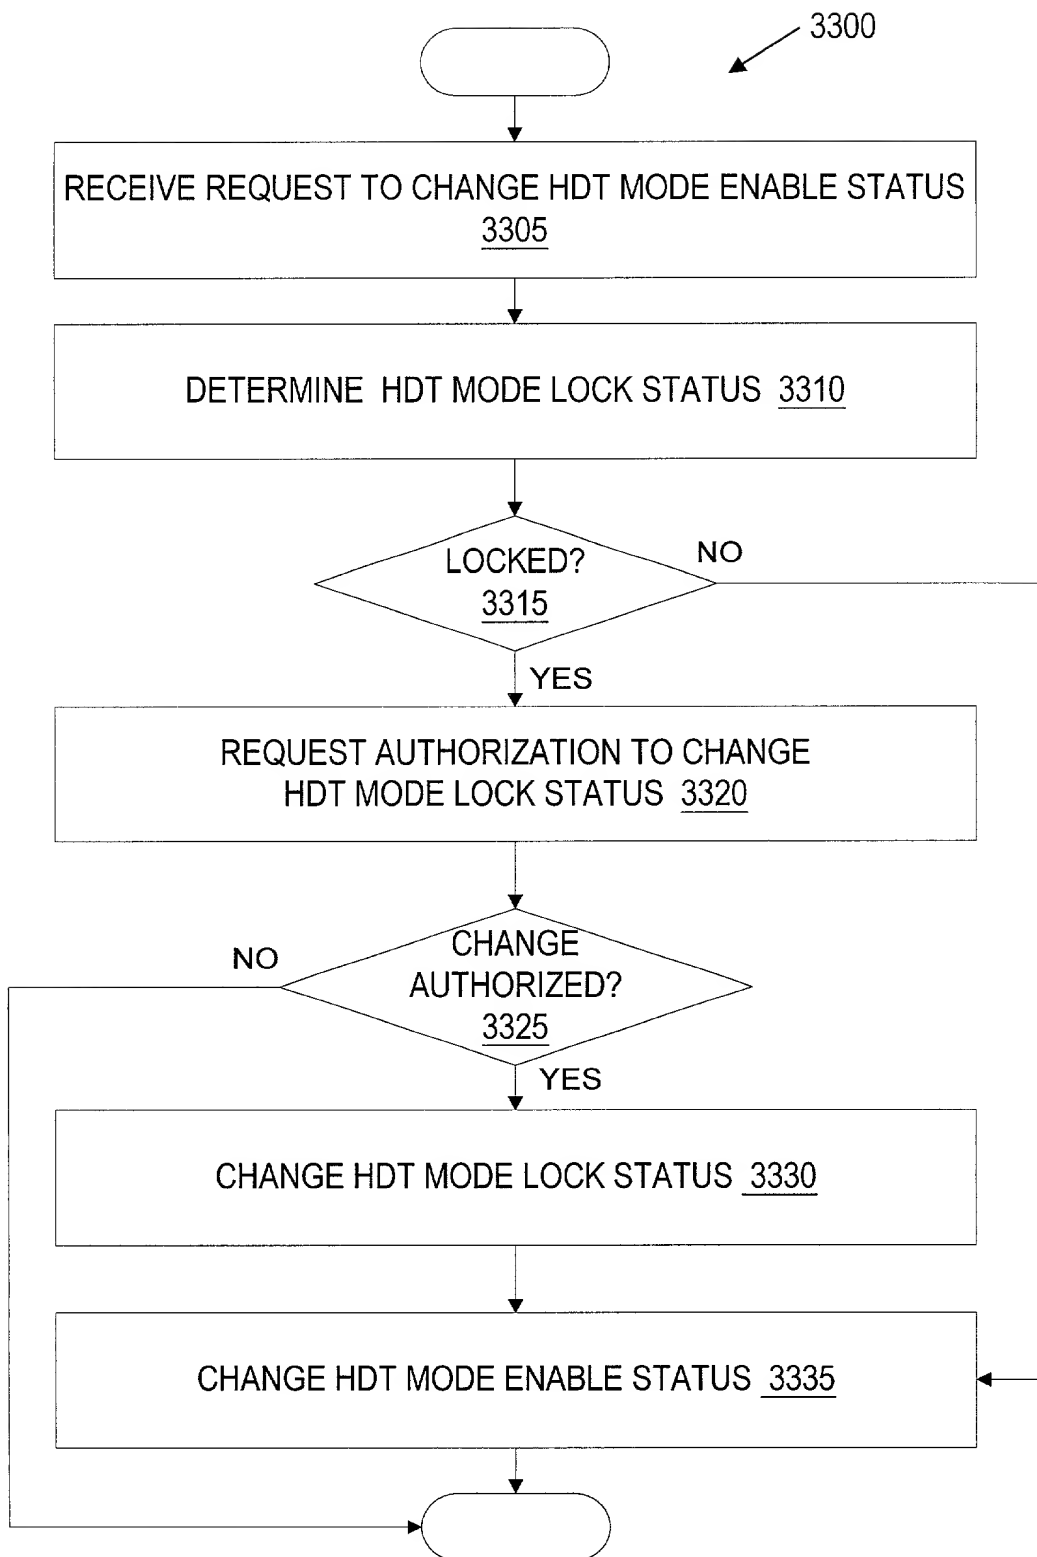 3300
RECEIVE REQUEST TO CHANGE HDT MODE ENABLE STATUS
3305
DETERMINE HDT MODE LOCK STATUS 3310
LOCKED?
3315
NO
YES
REQUEST AUTHORIZATION TO CHANGE
HDT MODE LOCK STATUS 3320
NO
CHANGE
AUTHORIZED?
3325
YES
CHANGE HDT MODE LOCK STATUS 3330
CHANGE HDT MODE ENABLE STATUS 3335